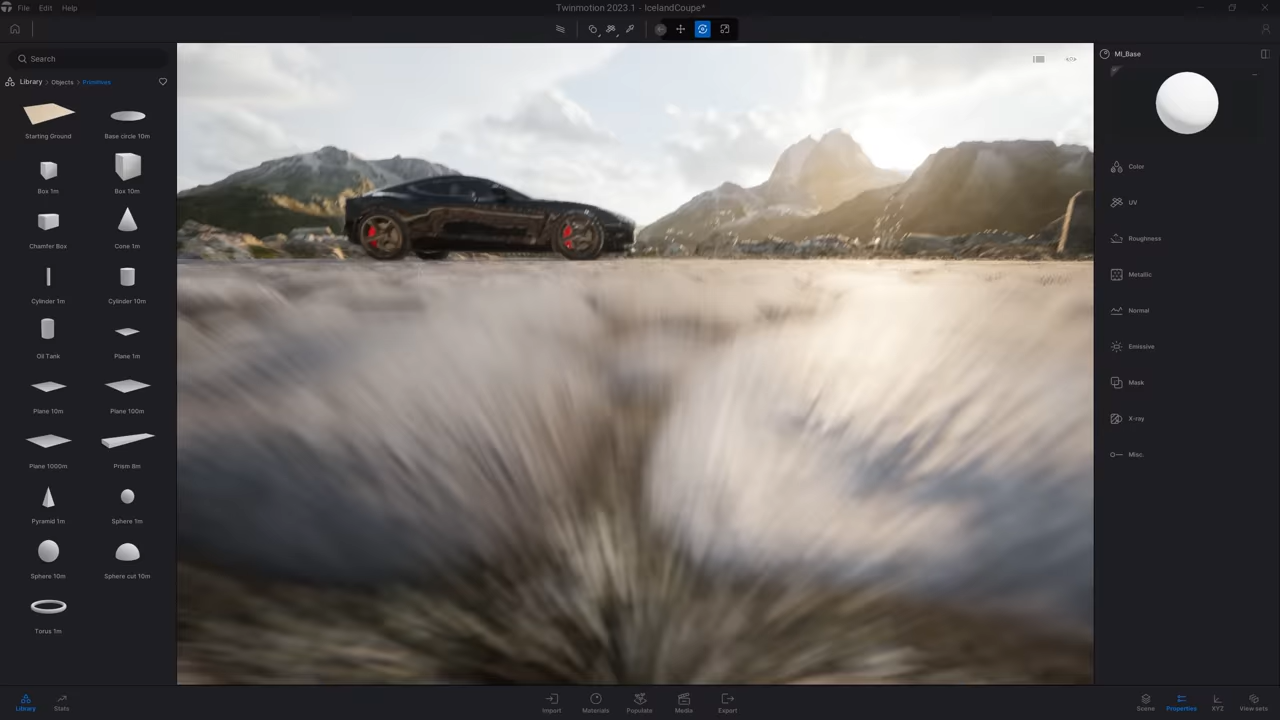 File Edit Help
Twinmotion 2023.1 - IcelandCoupe*
Search
Library > Objects > Primitives
Starting Ground
Base circle 10m
Box 1m
Box 10m
Chamfer Box
Cone 1m
Cylinder 1m
Cylinder 10m
Oil Tank
Plane 1m
Plane 10m
Plane 100m
Plane 1000m
Prism 8m
Pyramid 1m
Sphere 1m
Sphere 10m
Sphere cut 10m
Torus 1m
MI_Base
Color
UV
Roughness
Metallic
Normal
Emissive
Mask
X-ray
Misc.
Library
Stats
Import
Materials
Populate
Media
Export
Scene
Properties
XYZ
View sets